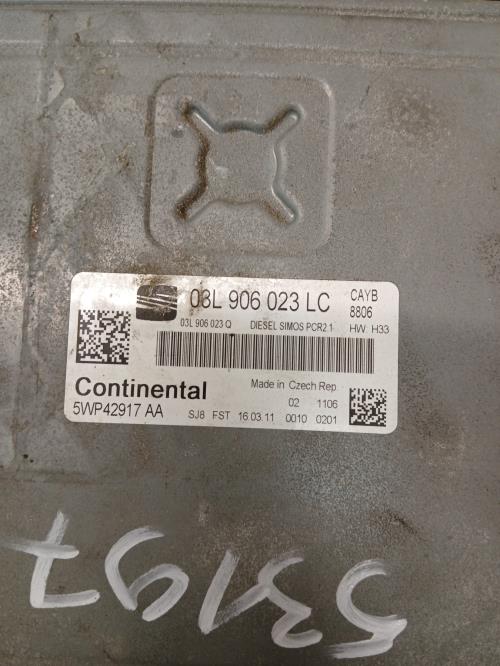 03L 906 023 LC CAYB
8806
03L 906 023 Q DIESEL SIMOS PCR2.1 HW: H33
Continental Made in Czech Rep.
02 1106
5WP42917 AA SJ8 FST 16.03.11 0010 0201
53197